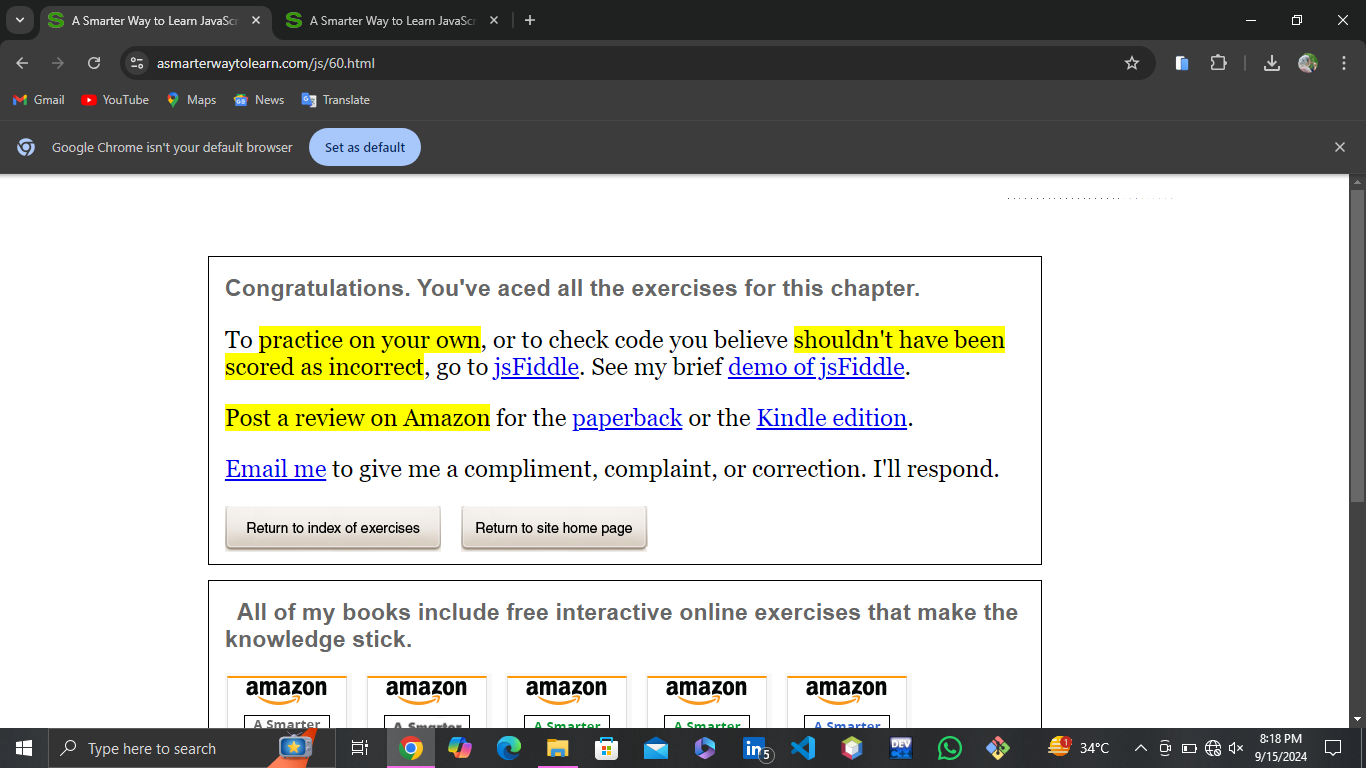 A Smarter Way to Learn JavaSc
A Smarter Way to Learn JavaSc
asmarterwaytolearn.com/js/60.html
Gmail
YouTube
Maps
News
Translate
Google Chrome isn't your default browser
Set as default
Congratulations. You've aced all the exercises for this chapter.
To practice on your own, or to check code you believe shouldn't have been
scored as incorrect, go to jsFiddle. See my brief demo of jsFiddle.
Post a review on Amazon for the paperback or the Kindle edition.
Email me to give me a compliment, complaint, or correction. I'll respond.
Return to index of exercises
Return to site home page
All of my books include free interactive online exercises that make the
knowledge stick.
amazon
amazon
amazon
amazon
amazon
A Smarter
A Smarter
A Smarter
A Smarter
A Smarter
Type here to search
DEV
5
1
34°C
8:18 PM
9/15/2024